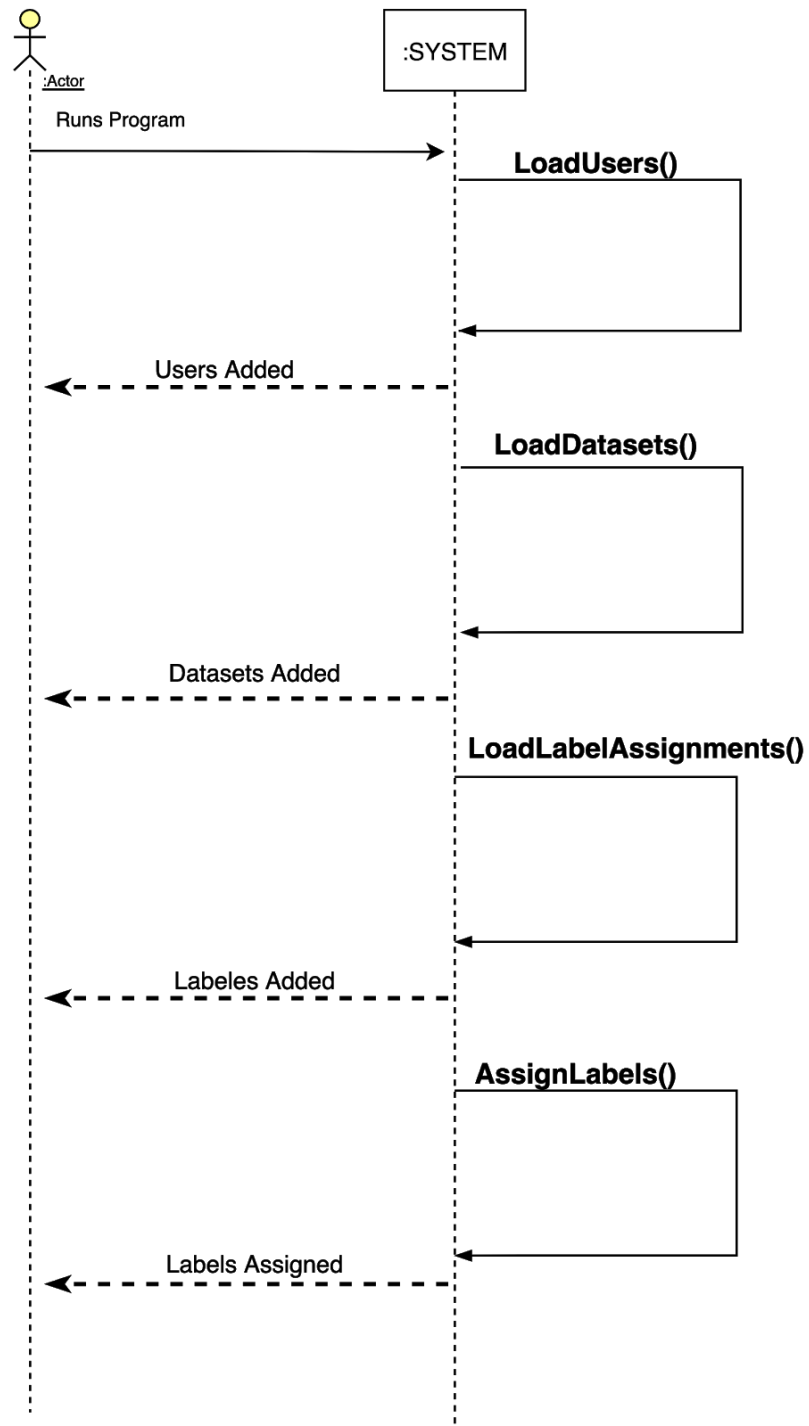 :SYSTEM
:Actor
Runs Program
LoadUsers()
Users Added
LoadDatasets()
Datasets Added
LoadLabelAssignments()
Labeles Added
AssignLabels()
Labels Assigned